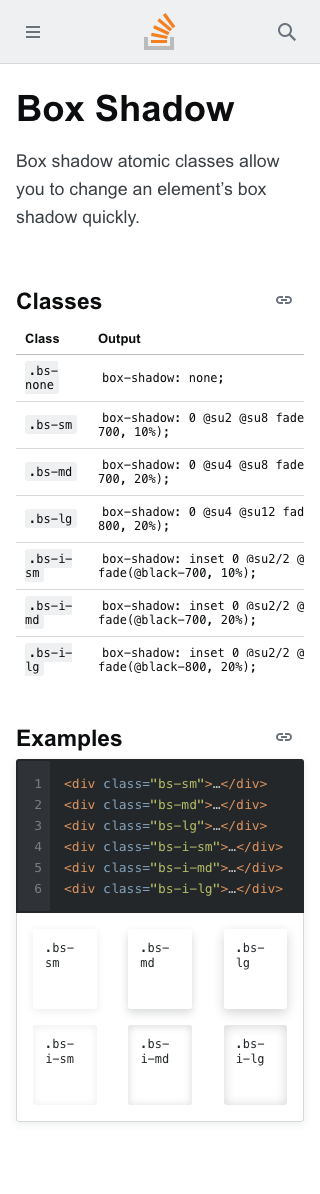 Box Shadow
Box shadow atomic classes allow
you to change an element’s box
shadow quickly.
Classes
Class Output
.bs-
none
box-shadow: none;
.bs-sm
box-shadow: 0 @su2 @su8 fade
700, 10%);
.bs-md
box-shadow: 0 @su4 @su8 fade
700, 20%);
.bs-lg
box-shadow: 0 @su4 @su12 fad
800, 20%);
.bs-i-
sm
box-shadow: inset 0 @su2/2 @
fade(@black-700, 10%);
.bs-i-
md
box-shadow: inset 0 @su2/2 @
fade(@black-700, 20%);
.bs-i-
lg
box-shadow: inset 0 @su2/2 @
fade(@black-800, 20%);
Examples
1 <div class="bs-sm">…</div>
2 <div class="bs-md">…</div>
3 <div class="bs-lg">…</div>
4 <div class="bs-i-sm">…</div>
5 <div class="bs-i-md">…</div>
6 <div class="bs-i-lg">…</div>
.bs-
sm
.bs-
md
.bs-
lg
.bs-
i-sm
.bs-
i-md
.bs-
i-lg